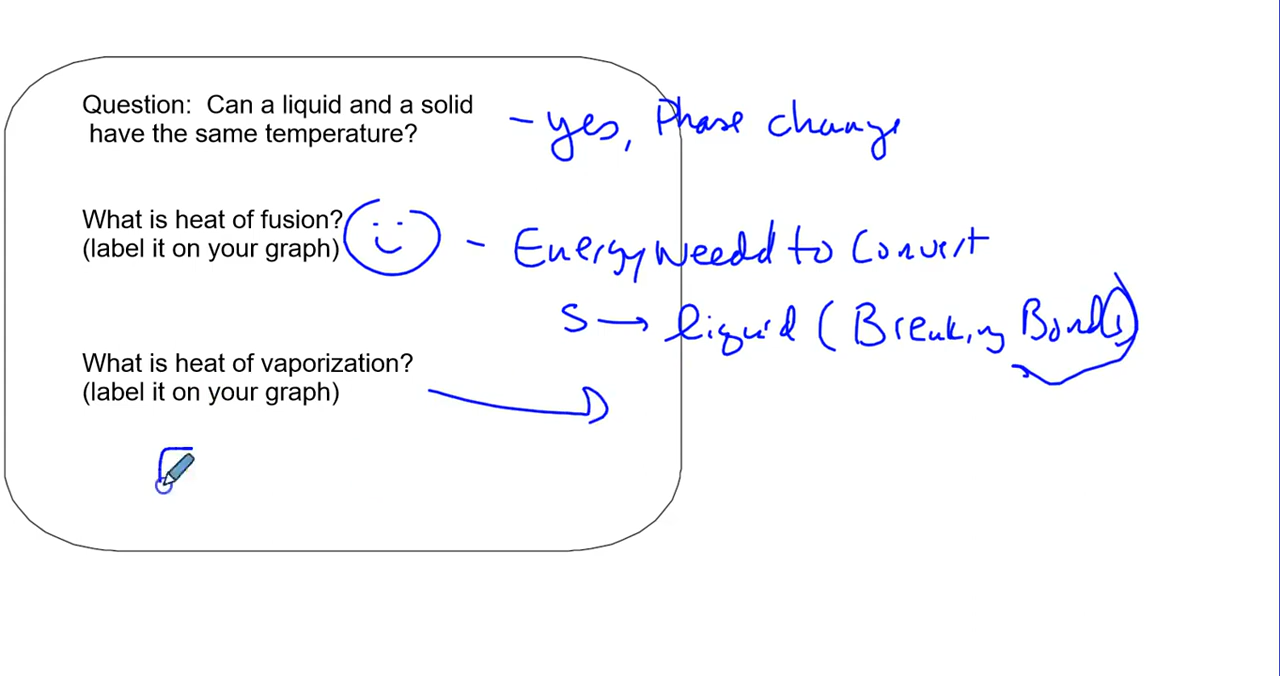 Question: Can a liquid and a solid
have the same temperature?
- yes, Phase change
What is heat of fusion?
(label it on your graph)
- Energy Needd to Convert
S → liquid (Breaking Bonds)
What is heat of vaporization?
(label it on your graph)